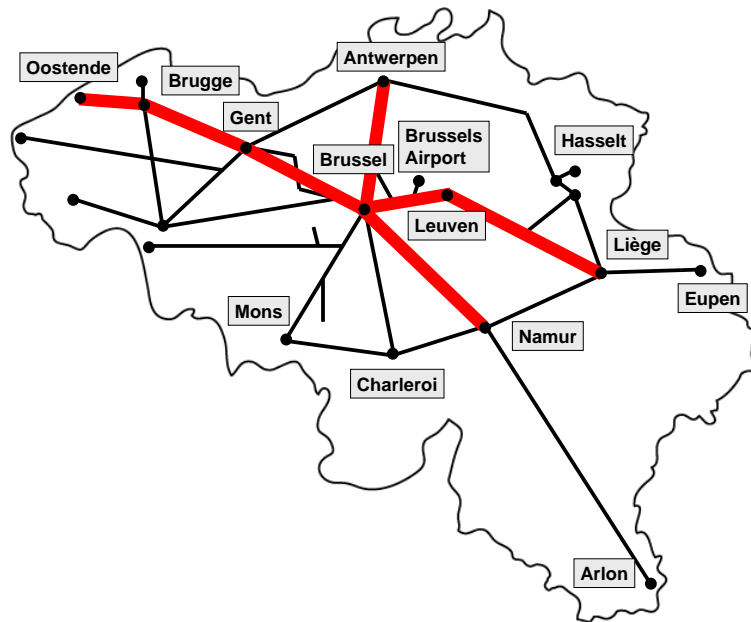 Antwerpen
Oostende
Brugge
Gent
Brussels
Airport
Hasselt
Brussel
Leuven
Liège
Eupen
Mons
Namur
Charleroi
Arlon